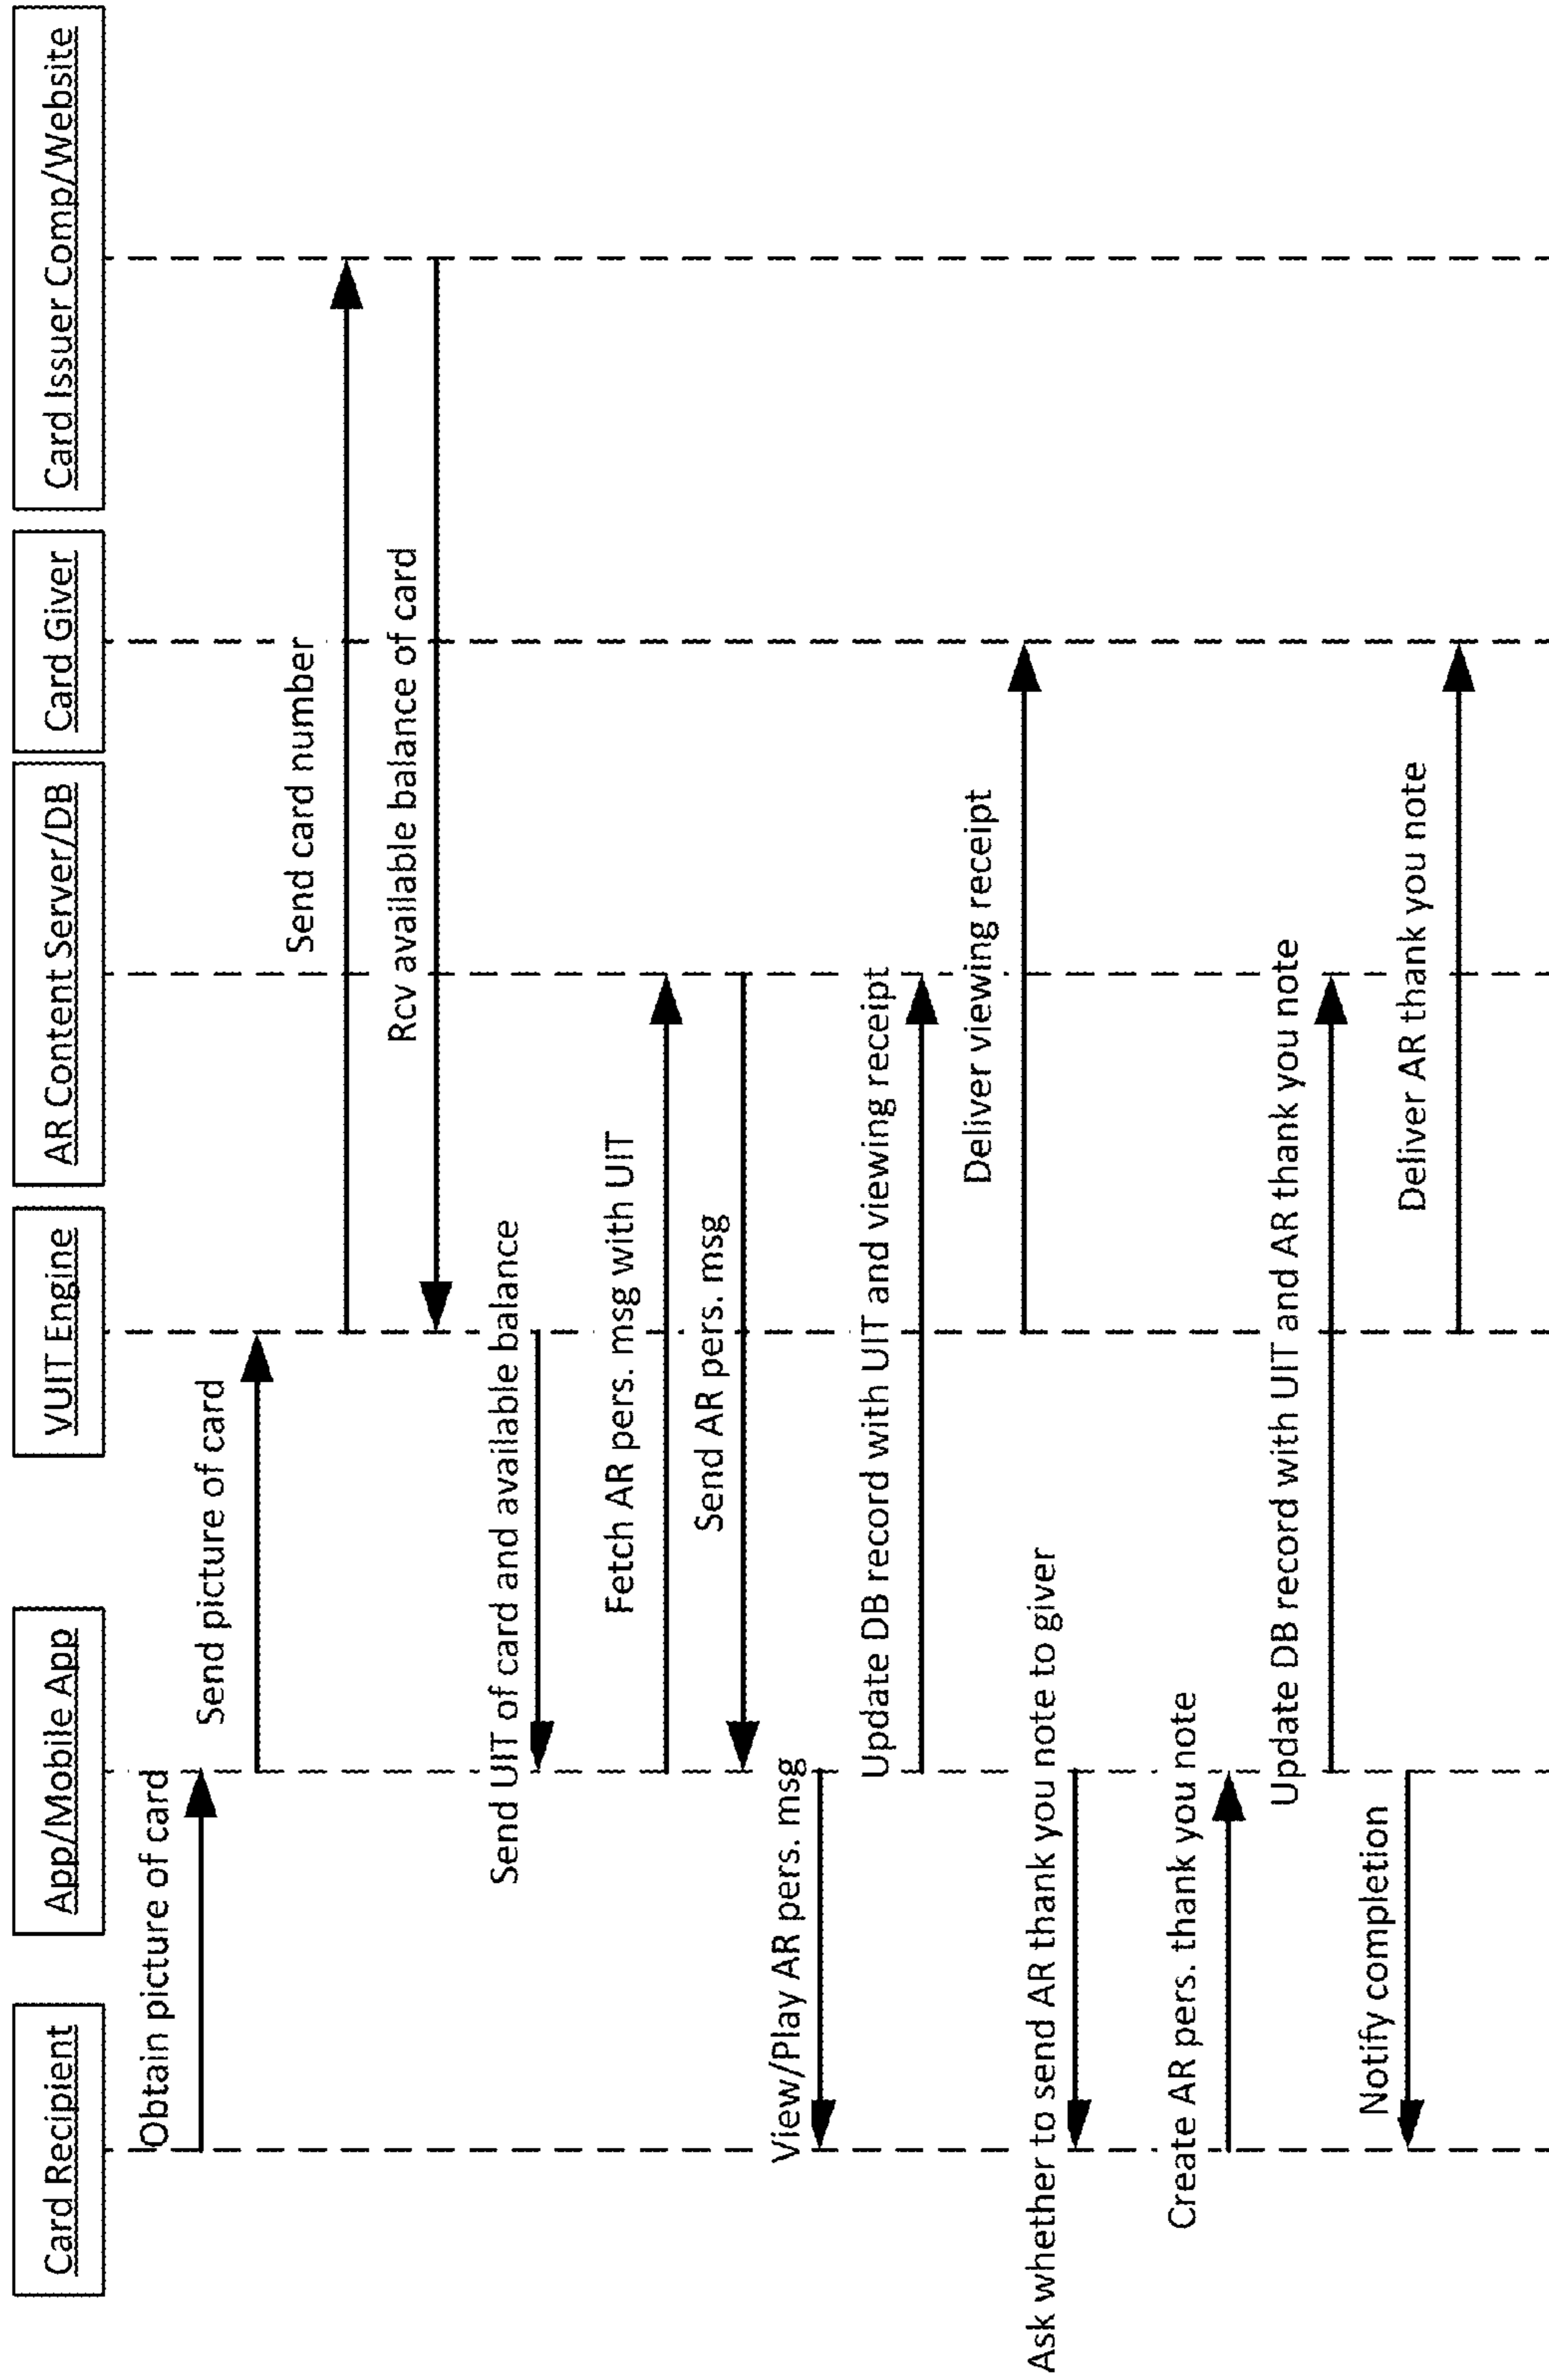 Card Recipient
App/Mobile App
VUIT Engine
AR Content Server/DB
Card Giver
Card Issuer Comp/Website
Obtain picture of card
Send picture of card
Send card number
Rcv available balance of card
Send UIT of card and available balance
Fetch AR pers. msg with UIT
Send AR pers. msg
View/Play AR pers. msg
Update DB record with UIT and viewing receipt
Deliver viewing receipt
Ask whether to send AR thank you note to giver
Create AR pers. thank you note
Update DB record with UIT and AR thank you note
Notify completion
Deliver AR thank you note